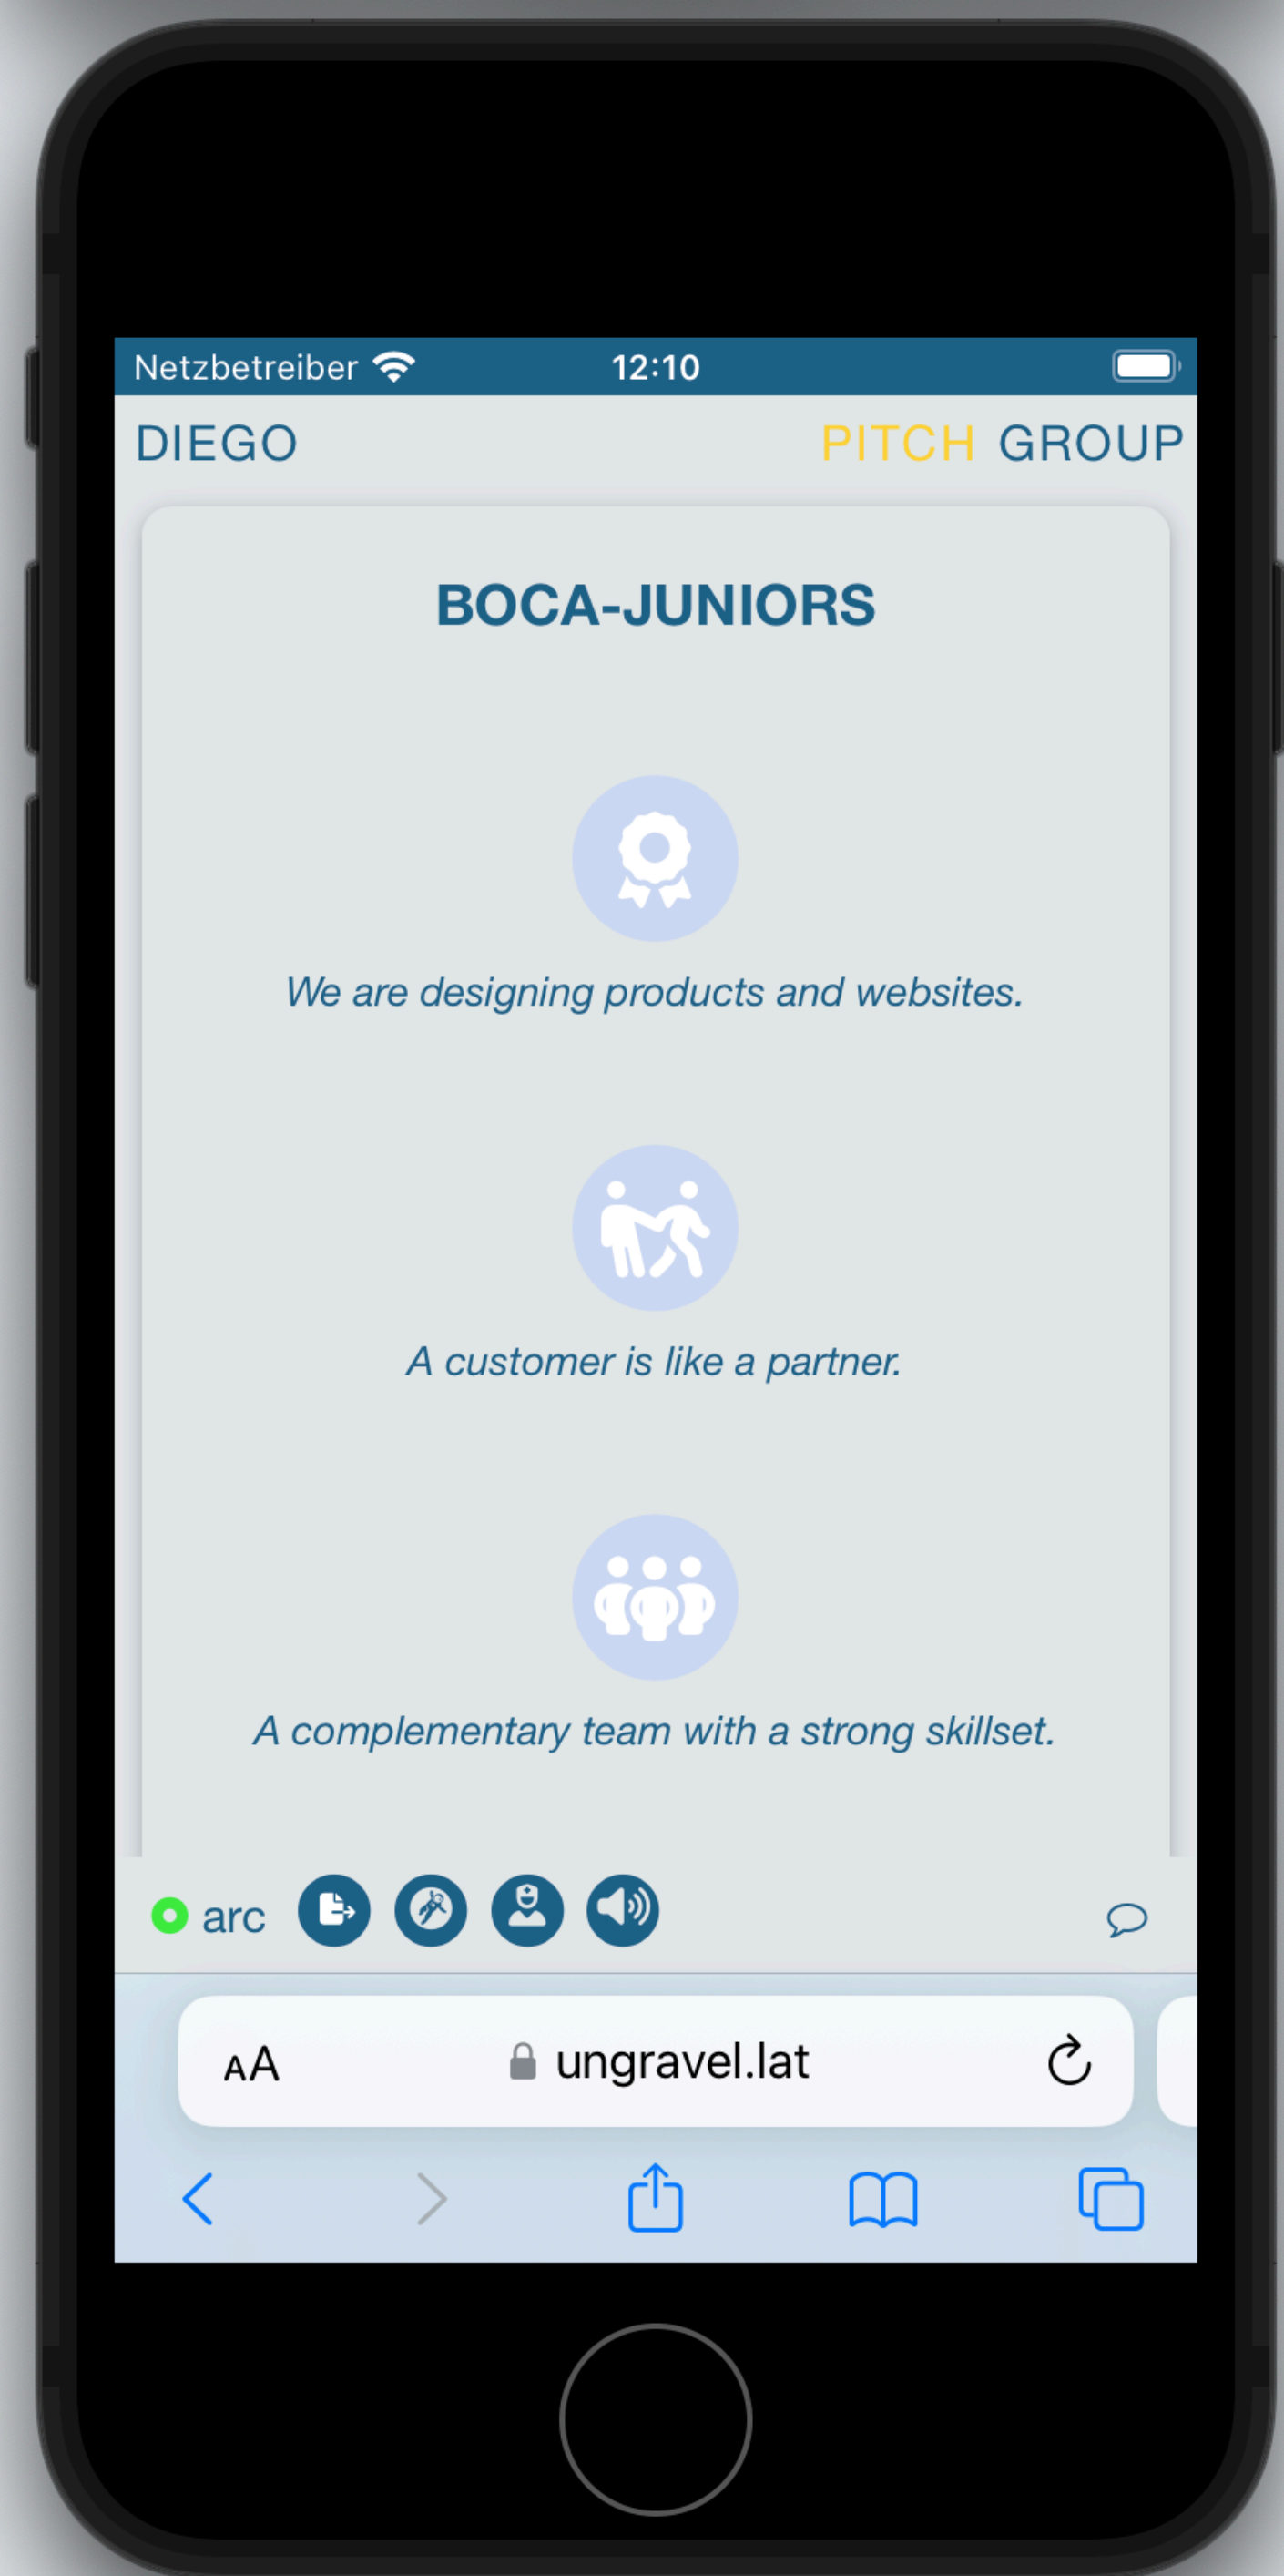 Netzbetreiber 12:10
DIEGO PITCH GROUP
BOCA-JUNIORS
We are designing products and websites.
A customer is like a partner.
A complementary team with a strong skillset.
arc
AA ungravel.lat